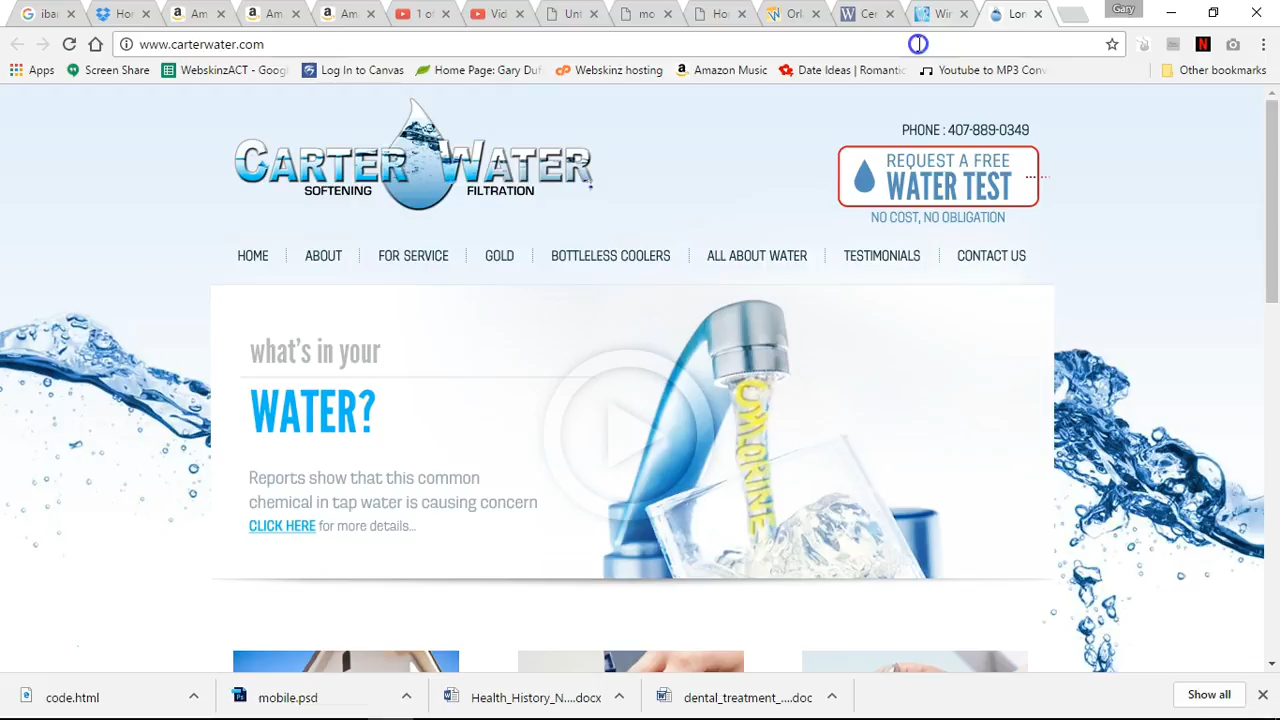 iba Ho Am Am Am 1 of Vid Uni mo Ho Ori Cer Wir Lor Gary
www.carterwater.com
Apps Screen Share WebskinzACT - Goog Log In to Canvas Home Page: Gary Duf Webskinz hosting Amazon Music Date Ideas | Romantic Youtube to MP3 Conv Other bookmarks
PHONE : 407-889-0349
CARTER WATER
SOFTENING FILTRATION
REQUEST A FREE
WATER TEST
NO COST, NO OBLIGATION
HOME ABOUT FOR SERVICE GOLD BOTTLELESS COOLERS ALL ABOUT WATER TESTIMONIALS CONTACT US
what's in your
WATER?
Reports show that this common
chemical in tap water is causing concern
CLICK HERE for more details...
CHLORINE
code.html mobile.psd Health_History_N....docx dental_treatment_....doc Show all